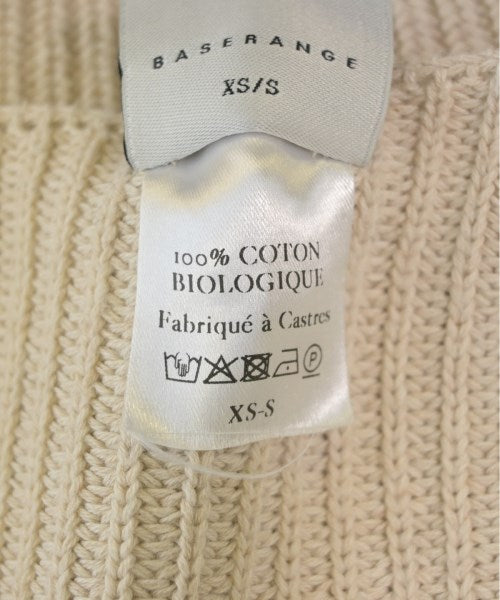 BASERANGE
XS/S
100% COTON
BIOLOGIQUE
Fabriqué à Castres
P
XS-S